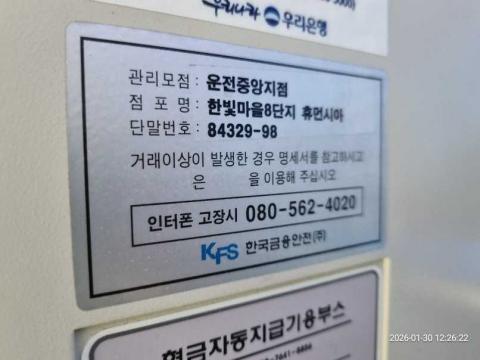 우리나라 우리은행
관리모점 : 운전중앙지점
점 포 명 : 한빛마을8단지 휴먼시아
단말번호 : 84329-98
거래이상이 발생한 경우 명세서를 참고하시고
은 을 이용해 주십시오
인터폰 고장시 080-562-4020
KFS 한국금융안전(주)
현금자동지급기용부스
2026-01-30 12:26:22